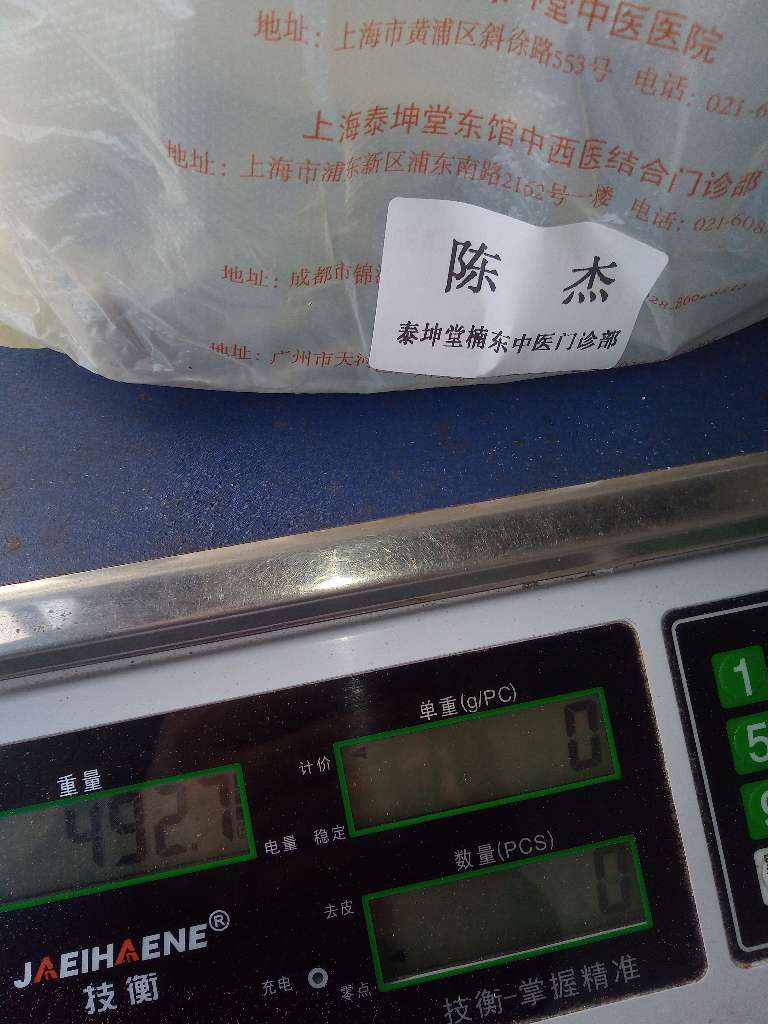 堂中医医院
地址：上海市黄浦区斜徐路553号 电话：021-6
上海泰坤堂东馆中西医结合门诊部
地址：上海市浦东新区浦东南路2162号一楼 电话：021-608
陈 杰
泰坤堂楠东中医门诊部
地址：成都市锦
地址：广州市天河
单重(g/PC)
0
计价
重量
492.7
电量 稳定
数量(PCS)
0
去皮
JAEIHAENE®
技衡
充电 零点
技衡-掌握精准
1
5